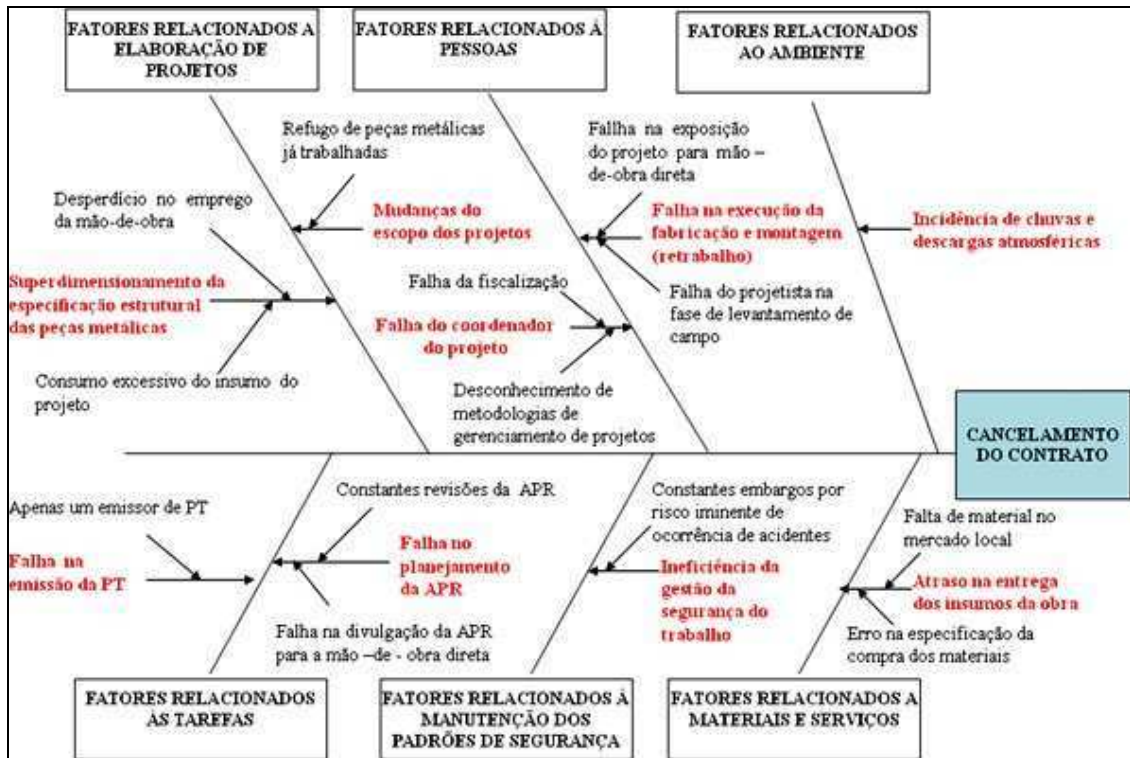 FATORES RELACIONADOS A
ELABORAÇÃO DE
PROJETOS
FATORES RELACIONADOS À
PESSOAS
FATORES RELACIONADOS
AO AMBIENTE
Refugo de peças metálicas
já trabalhadas
Desperdício no emprego
da mão-de-obra
Mudanças do
escopo dos projetos
Superdimensionamento da
especificação estrutural
das peças metálicas
Consumo excessivo do insumo do
projeto
Fallha na exposição
do projeto para mão –
de-obra direta
Falha na execução da
fabricação e montagem
(retrabalho)
Falha da fiscalização
Falha do projetista na
fase de levantamento de
campo
Falha do coordenador
do projeto
Desconhecimento de
metodologias de
gerenciamento de projetos
Incidência de chuvas e
descargas atmosféricas
CANCELAMENTO
DO CONTRATO
Apenas um emissor de PT
Falha na
emissão da PT
Constantes revisões da APR
Falha no
planejamento
da APR
Falha na divulgação da APR
para a mão –de - obra direta
Constantes embargos por
risco iminente de
ocorrência de acidentes
Ineficiência da
gestão da
segurança do
trabalho
Falta de material no
mercado local
Atraso na entrega
dos insumos da obra
Erro na especificação da
compra dos materiais
FATORES RELACIONADOS
ÀS TAREFAS
FATORES RELACIONADOS À
MANUTENÇÃO DOS
PADRÕES DE SEGURANÇA
FATORES RELACIONADOS A
MATERIAIS E SERVIÇOS